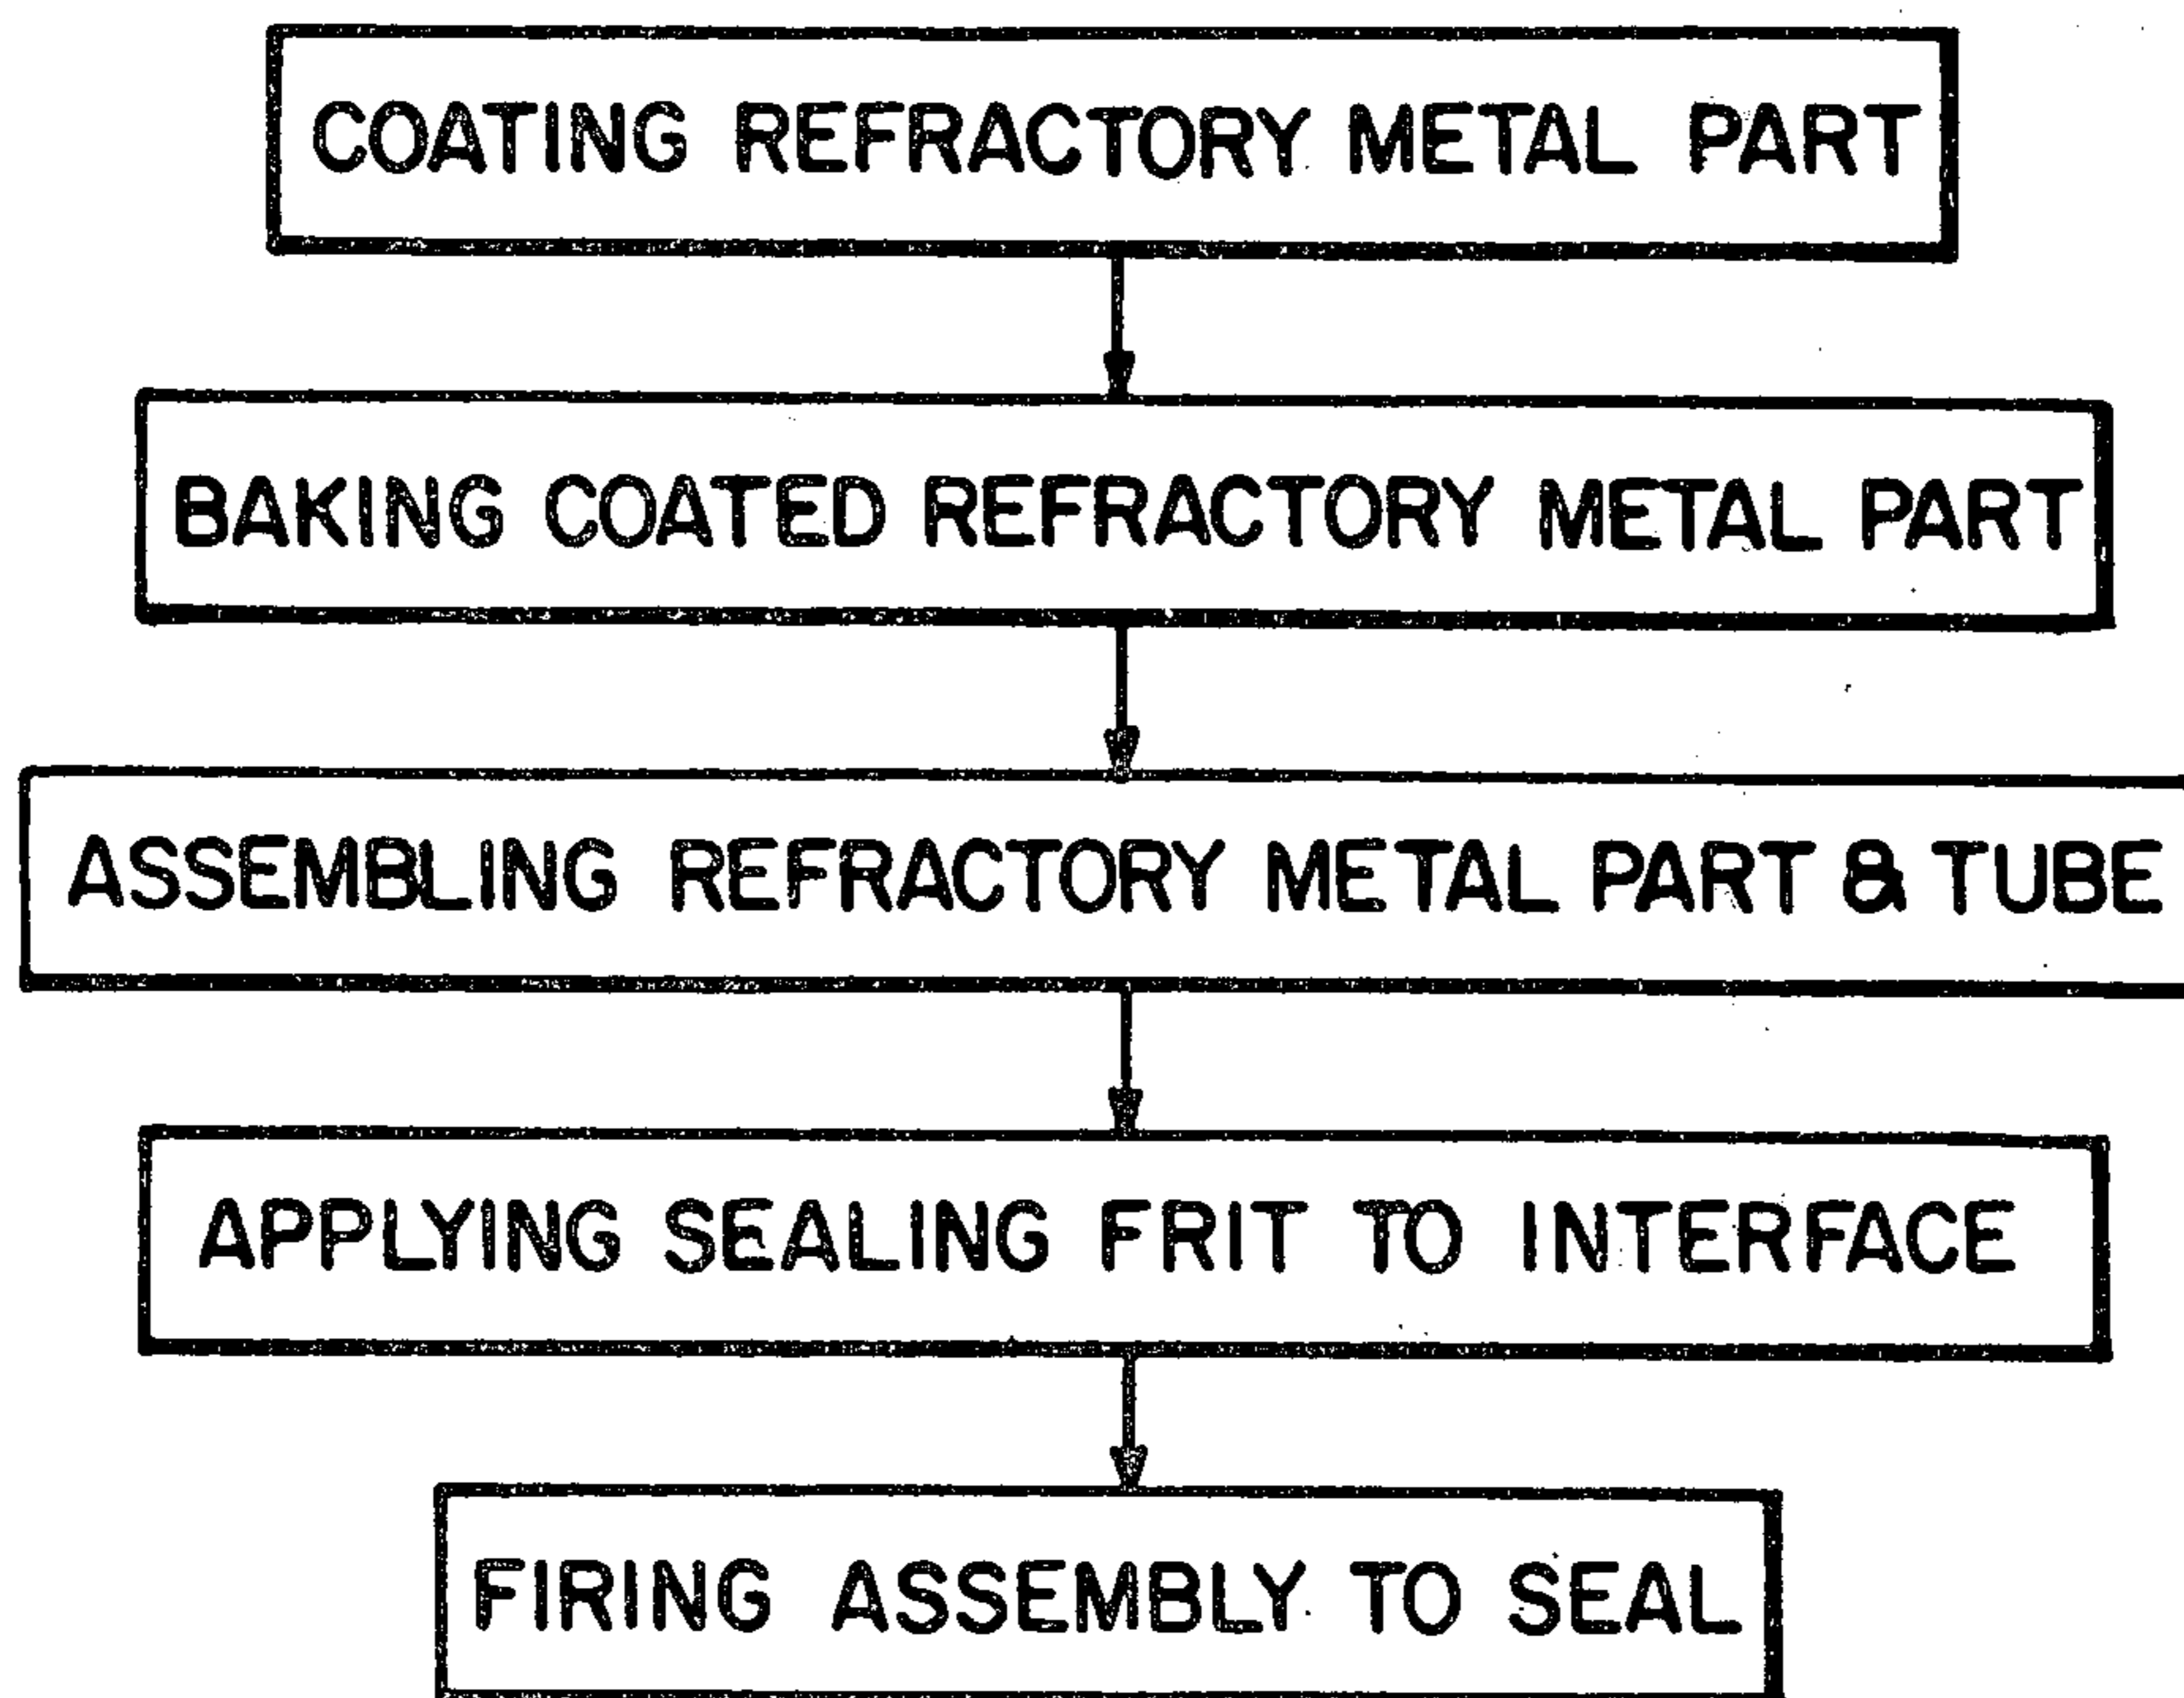 COATING REFRACTORY METAL PART
BAKING COATED REFRACTORY METAL PART
ASSEMBLING REFRACTORY METAL PART & TUBE
APPLYING SEALING FRIT TO INTERFACE
FIRING ASSEMBLY TO SEAL